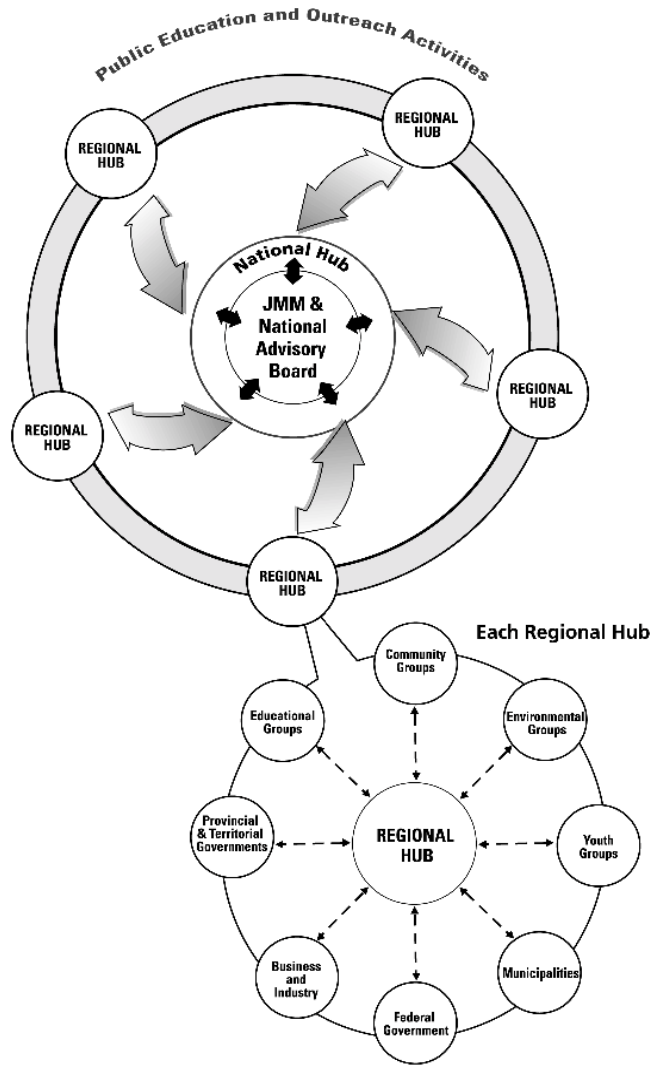 Public Education and Outreach Activities
REGIONAL
HUB
REGIONAL
HUB
National Hub
JMM &
National
Advisory
Board
REGIONAL
HUB
REGIONAL
HUB
REGIONAL
HUB
Each Regional Hub
Community
Groups
Educational
Groups
Environmental
Groups
Provincial
& Territorial
Governments
REGIONAL
HUB
Youth
Groups
Business
and
Industry
Municipalities
Federal
Government